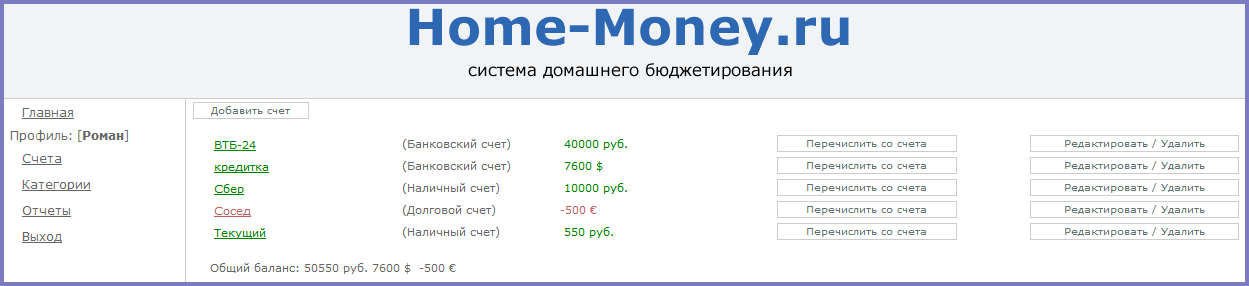 Home-Money.ru
система домашнего бюджетирования
Главная
Профиль: [Роман]
Счета
Категории
Отчеты
Выход
Добавить счет
ВТБ-24 (Банковский счет) 40000 руб. Перечислить со счета Редактировать / Удалить
кредитка (Банковский счет) 7600 $ Перечислить со счета Редактировать / Удалить
Сбер (Наличный счет) 10000 руб. Перечислить со счета Редактировать / Удалить
Сосед (Долговой счет) -500 € Перечислить со счета Редактировать / Удалить
Текущий (Наличный счет) 550 руб. Перечислить со счета Редактировать / Удалить
Общий баланс: 50550 руб. 7600 $ -500 €